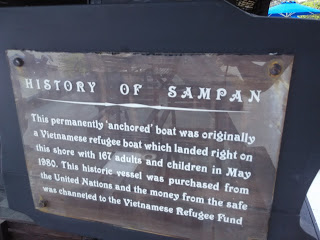 HISTORY OF SAMPAN
This permanently 'anchored' boat was originally
a Vietnamese refugee boat which landed right on
this shore with 167 adults and children in May
1980. This historic vessel was purchased from
the United Nations and the money from the safe
was channeled to the Vietnamese Refugee Fund